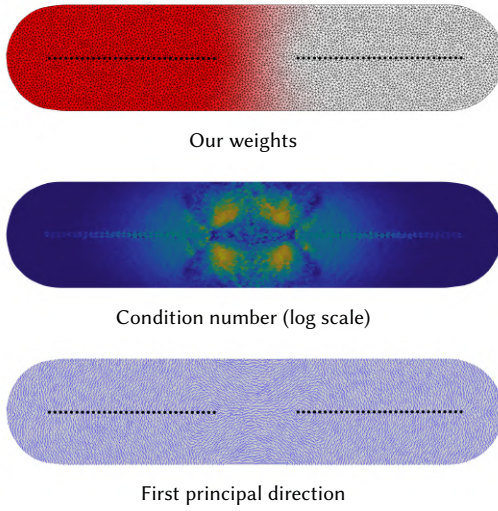 Our weights
Condition number (log scale)
First principal direction